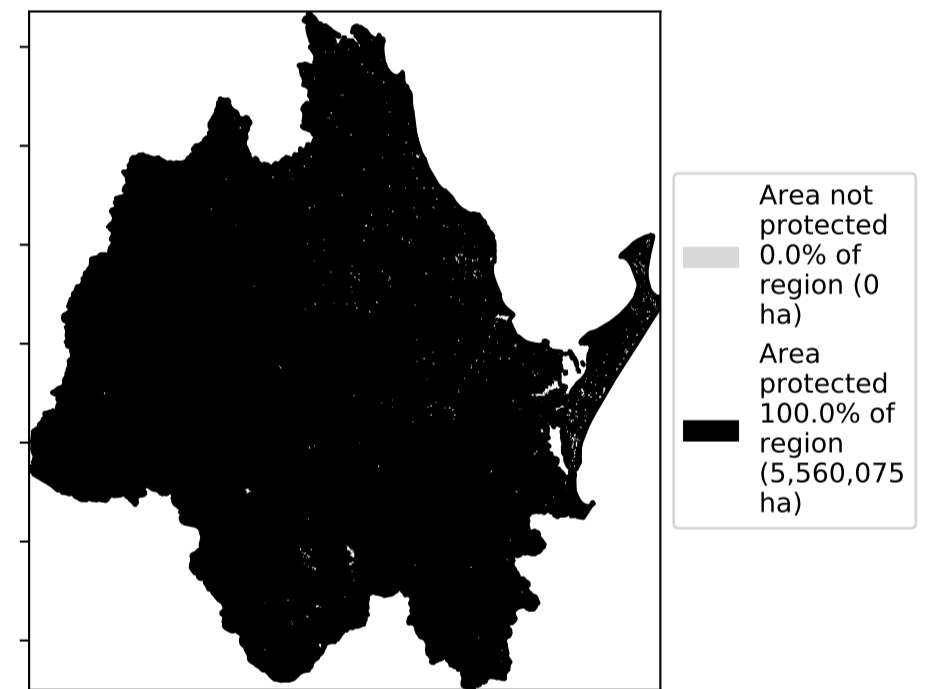 Area not
protected
0.0% of
region (0
ha)
Area
protected
100.0% of
region
(5,560,075
ha)